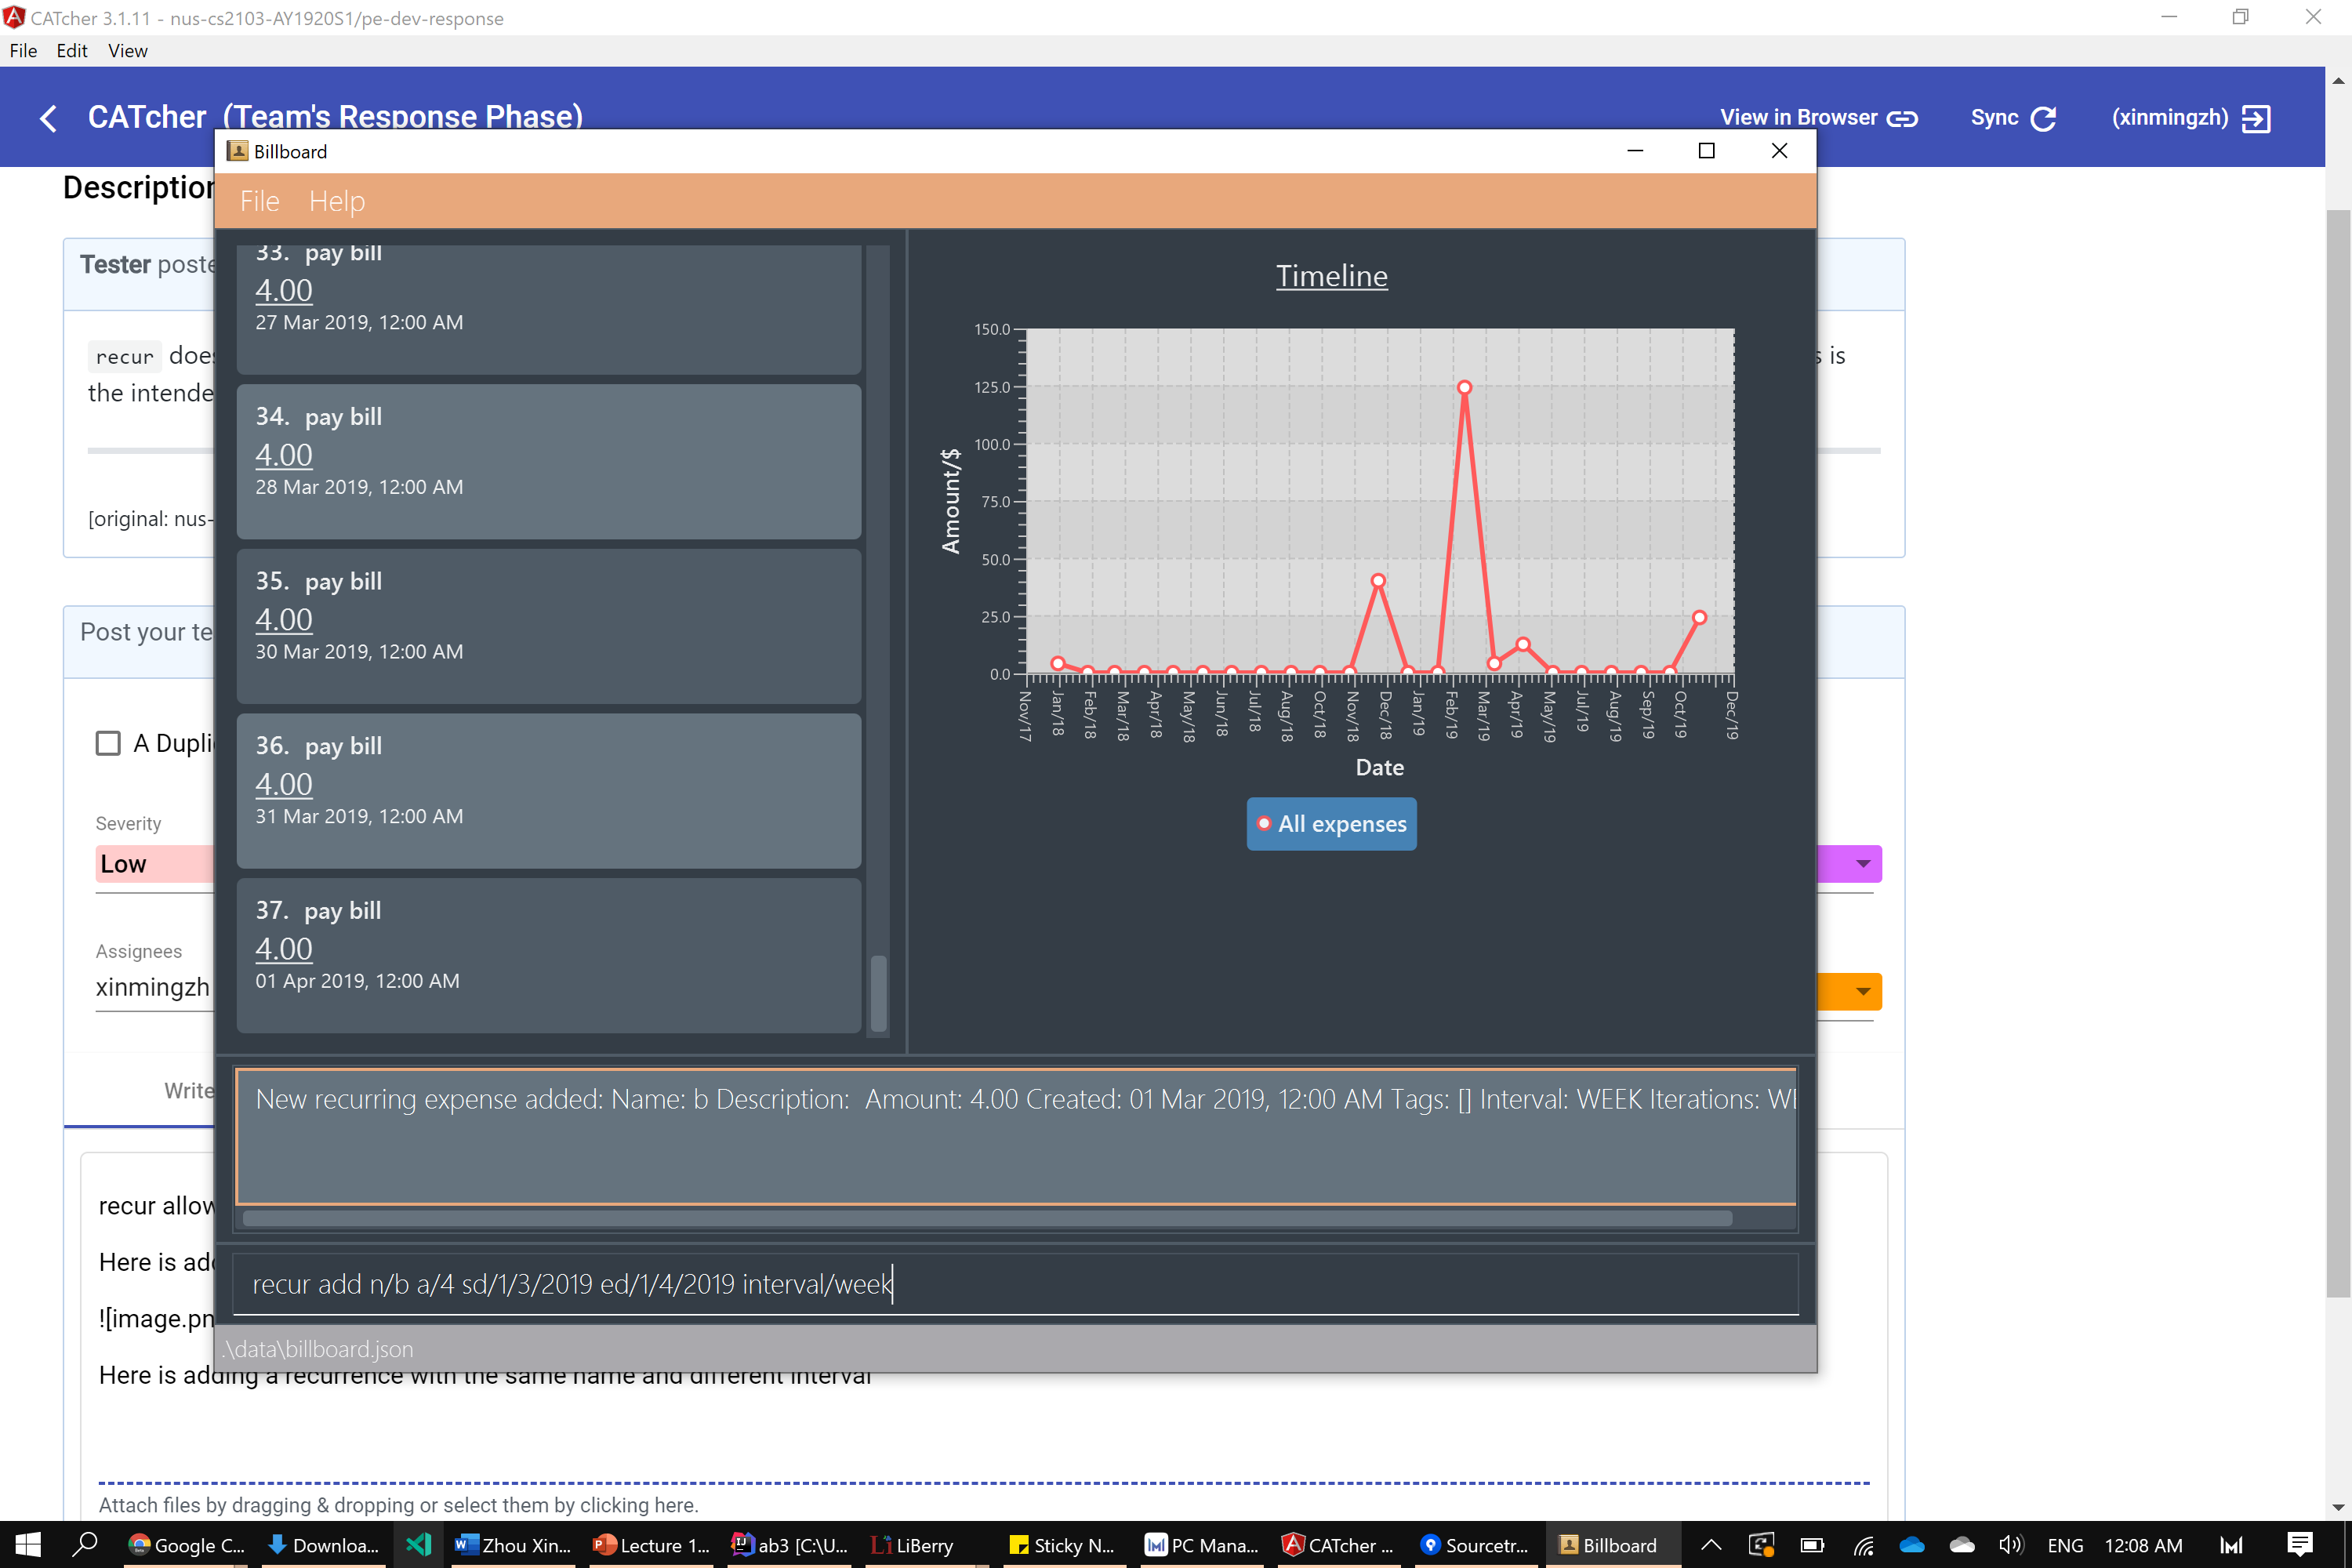 CATcher 3.1.11 - nus-cs2103-AY1920S1/pe-dev-response
File Edit View
CATcher (Team's Response Phase)
View in Browser
Sync
(xinmingzh)
Description
Tester poste
recur does
s is
the intende
[original: nus-
Post your te
A Dupli
Severity
Low
Assignees
xinmingzh
Write
recur allow
Here is ad
![image.pn
Here is adding a recurrence with the same name and different interval
Attach files by dragging & dropping or select them by clicking here.
Billboard
File Help
33. pay bill
4.00
27 Mar 2019, 12:00 AM
34. pay bill
4.00
28 Mar 2019, 12:00 AM
35. pay bill
4.00
30 Mar 2019, 12:00 AM
36. pay bill
4.00
31 Mar 2019, 12:00 AM
37. pay bill
4.00
01 Apr 2019, 12:00 AM
Timeline
Amount/$
150.0
125.0
100.0
75.0
50.0
25.0
0.0
Nov/17 Jan/18 Feb/18 Mar/18 Apr/18 May/18 Jun/18 Jul/18 Aug/18 Oct/18 Nov/18 Dec/18 Jan/19 Feb/19 Mar/19 Apr/19 May/19 Jul/19 Aug/19 Sep/19 Oct/19 Dec/19
Date
All expenses
New recurring expense added: Name: b Description: Amount: 4.00 Created: 01 Mar 2019, 12:00 AM Tags: [] Interval: WEEK Iterations: WE
recur add n/b a/4 sd/1/3/2019 ed/1/4/2019 interval/week
.\data\billboard.json
Google C...
Downloa...
Zhou Xin...
Lecture 1...
ab3 [C:\U...
LiBerry
Sticky N...
PC Mana...
CATcher ...
Sourcetr...
Billboard
ENG
12:08 AM